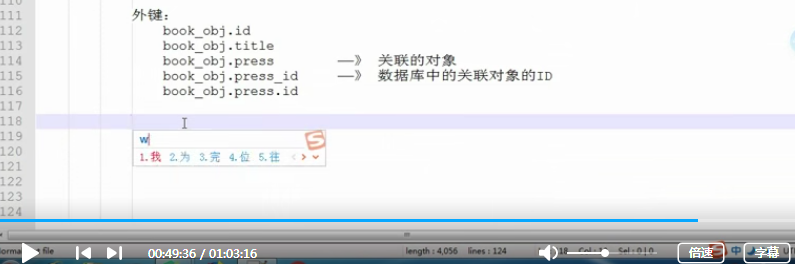 111 外键：
112 book_obj.id
113 book_obj.title
114 book_obj.press ——》 关联的对象
115 book_obj.press_id ——》 数据库中的关联对象的ID
116 book_obj.press.id
117
118
119 w
120 1.我 2.为 3.完 4.位 5.往
121
122
123
124
length : 4,056 lines : 124
00:49:36 / 01:03:16
倍速
中
字幕